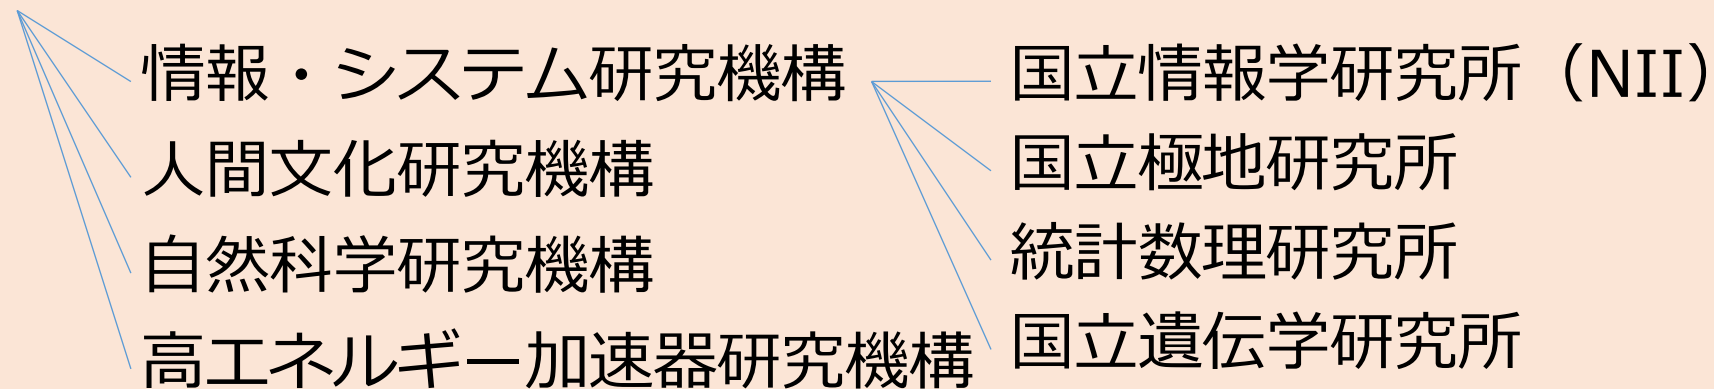 情報・システム研究機構
人間文化研究機構
自然科学研究機構
高エネルギー加速器研究機構
国立情報学研究所（NII）
国立極地研究所
統計数理研究所
国立遺伝学研究所